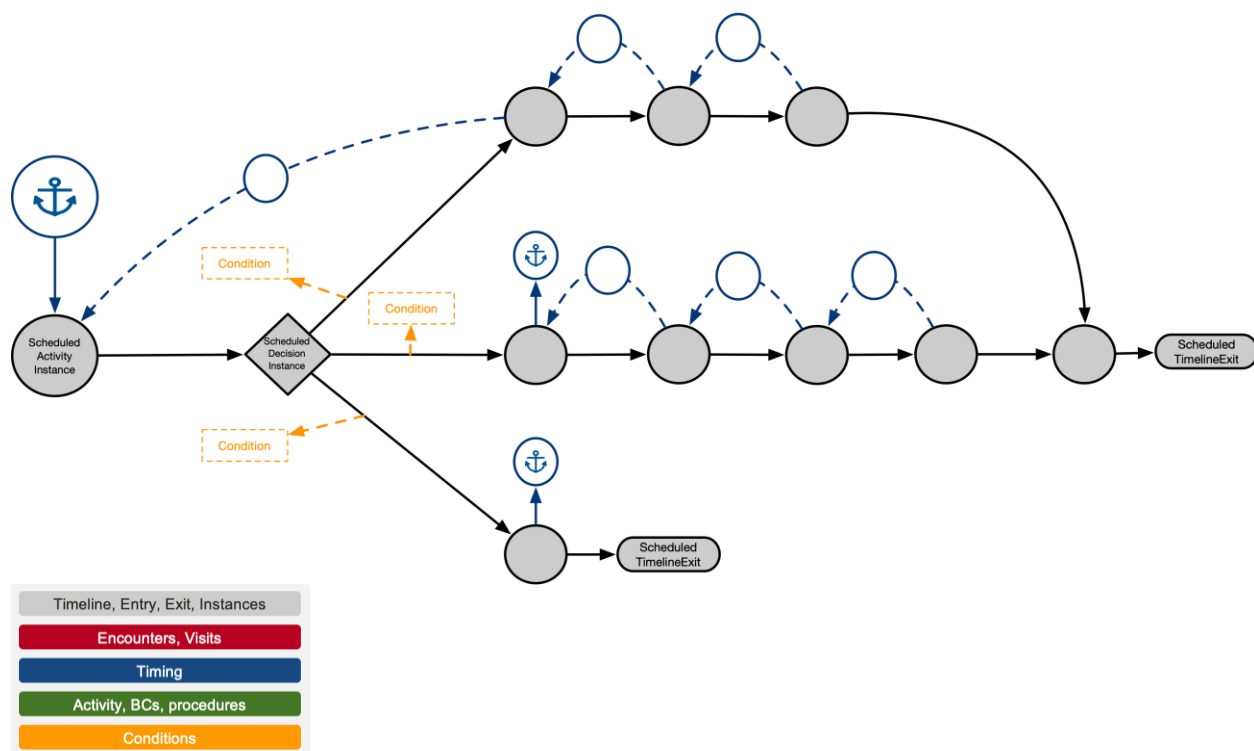 Condition
Condition
Scheduled
Activity
Instance
Scheduled
Decision
Instance
Scheduled
TimelineExit
Condition
Scheduled
TimelineExit
Timeline, Entry, Exit, Instances
Encounters, Visits
Timing
Activity, BCs, procedures
Conditions